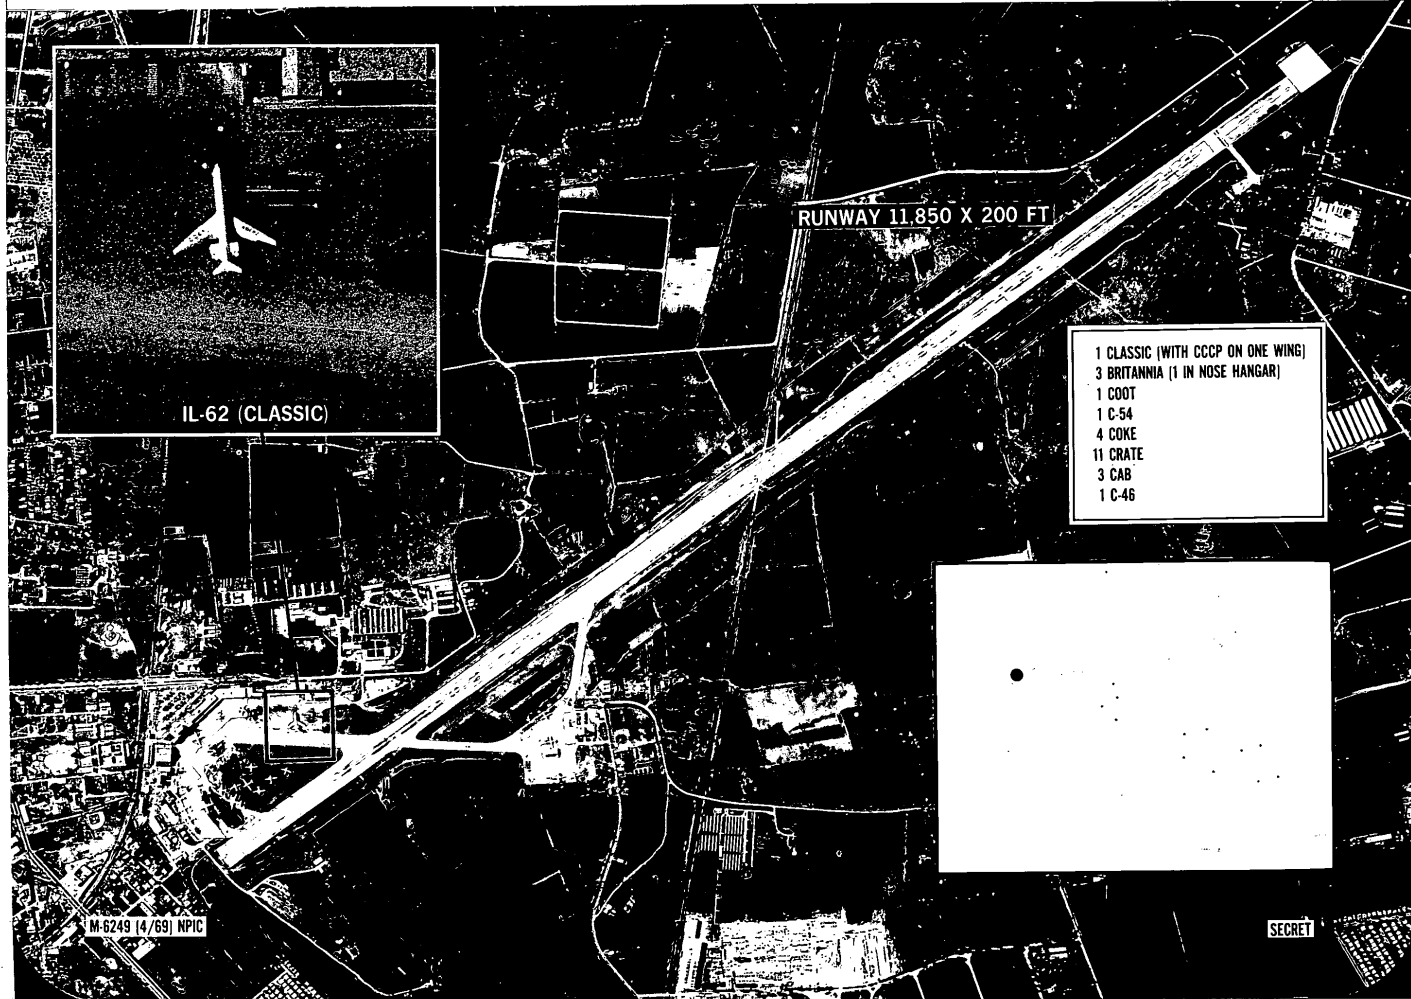 RUNWAY 11,850 X 200 FT
IL-62 (CLASSIC)
1 CLASSIC (WITH CCCP ON ONE WING)
3 BRITANNIA (1 IN NOSE HANGAR)
1 COOT
1 C-54
4 COKE
11 CRATE
3 CAB
1 C-46
M-6249 (4/69) NPIC
SECRET